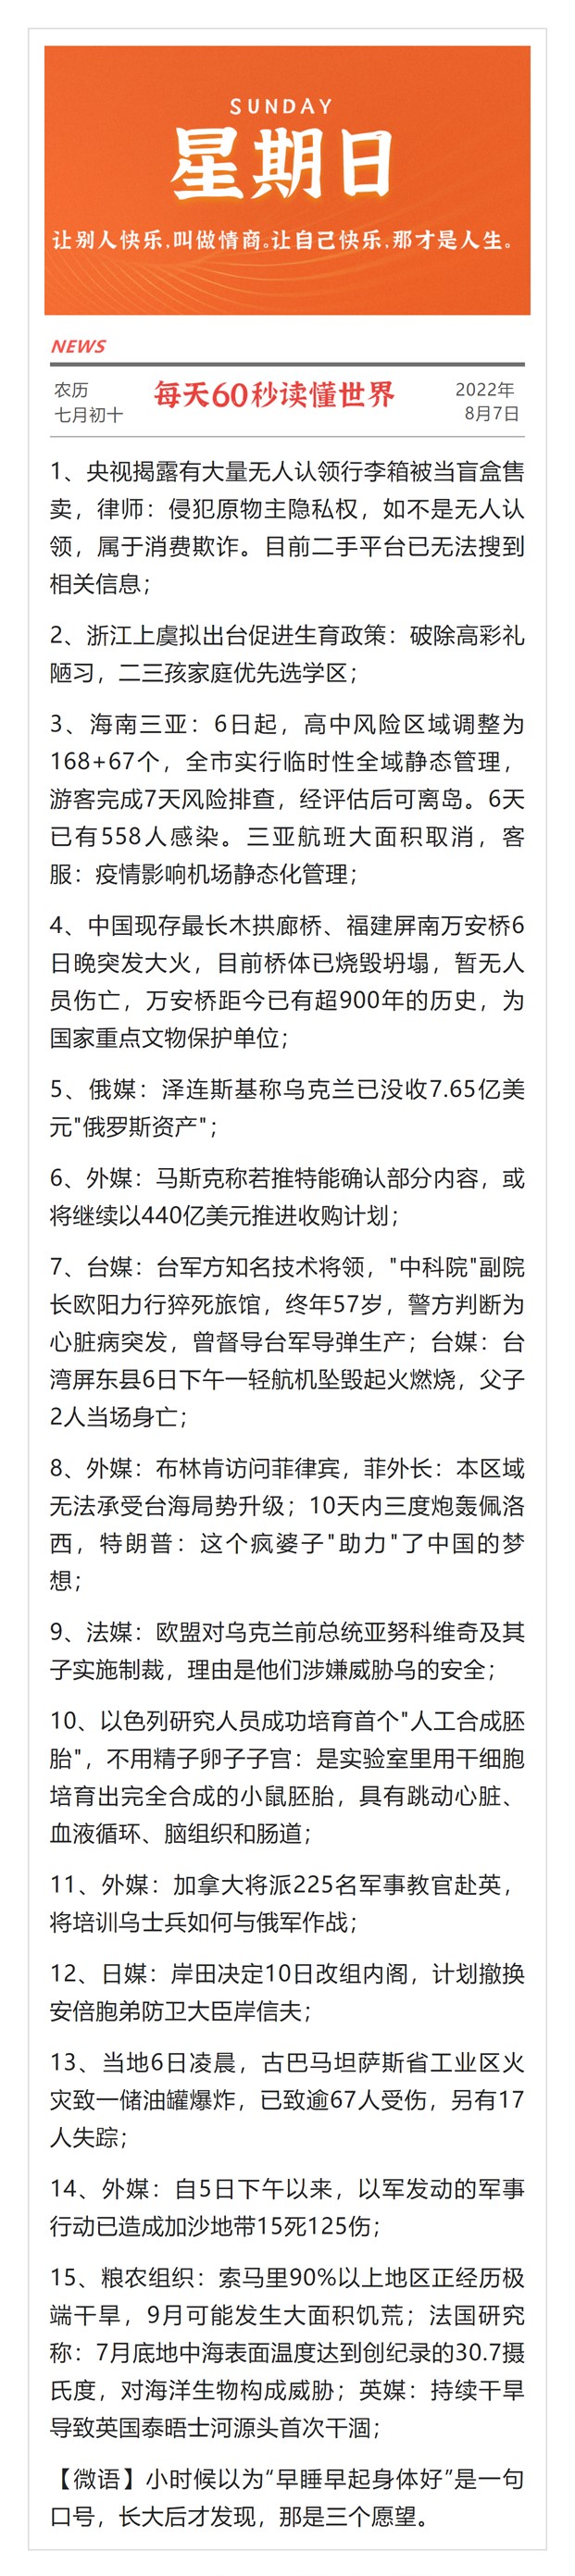 SUNDAY
星期日
让别人快乐,叫做情商。让自己快乐,那才是人生。
NEWS
农历
七月初十
每天60秒读懂世界
2022年
8月7日
1、央视揭露有大量无人认领行李箱被当盲盒售
卖，律师：侵犯原物主隐私权，如不是无人认
领，属于消费欺诈。目前二手平台已无法搜到
相关信息；
2、浙江上虞拟出台促进生育政策：破除高彩礼
陋习，二三孩家庭优先选学区；
3、海南三亚：6日起，高中风险区域调整为
168+67个，全市实行临时性全域静态管理，
游客完成7天风险排查，经评估后可离岛。6天
已有558人感染。三亚航班大面积取消，客
服：疫情影响机场静态化管理；
4、中国现存最长木拱廊桥、福建屏南万安桥6
日晚突发大火，目前桥体已烧毁坍塌，暂无人
员伤亡，万安桥距今已有超900年的历史，为
国家重点文物保护单位；
5、俄媒：泽连斯基称乌克兰已没收7.65亿美
元"俄罗斯资产"；
6、外媒：马斯克称若推特能确认部分内容，或
将继续以440亿美元推进收购计划；
7、台媒：台军方知名技术将领，"中科院"副院
长欧阳力行猝死旅馆，终年57岁，警方判断为
心脏病突发，曾督导台军导弹生产；台媒：台
湾屏东县6日下午一轻航机坠毁起火燃烧，父子
2人当场身亡；
8、外媒：布林肯访问菲律宾，菲外长：本区域
无法承受台海局势升级；10天内三度炮轰佩洛
西，特朗普：这个疯婆子"助力"了中国的梦
想；
9、法媒：欧盟对乌克兰前总统亚努科维奇及其
子实施制裁，理由是他们涉嫌威胁乌的安全；
10、以色列研究人员成功培育首个"人工合成胚
胎"，不用精子卵子子宫：是实验室里用干细胞
培育出完全合成的小鼠胚胎，具有跳动心脏、
血液循环、脑组织和肠道；
11、外媒：加拿大将派225名军事教官赴英，
将培训乌士兵如何与俄军作战；
12、日媒：岸田决定10日改组内阁，计划撤换
安倍胞弟防卫大臣岸信夫；
13、当地6日凌晨，古巴马坦萨斯省工业区火
灾致一储油罐爆炸，已致逾67人受伤，另有17
人失踪；
14、外媒：自5日下午以来，以军发动的军事
行动已造成加沙地带15死125伤；
15、粮农组织：索马里90%以上地区正经历极
端干旱，9月可能发生大面积饥荒；法国研究
称：7月底地中海表面温度达到创纪录的30.7摄
氏度，对海洋生物构成威胁；英媒：持续干旱
导致英国泰晤士河源头首次干涸；
【微语】小时候以为“早睡早起身体好”是一句
口号，长大后才发现，那是三个愿望。